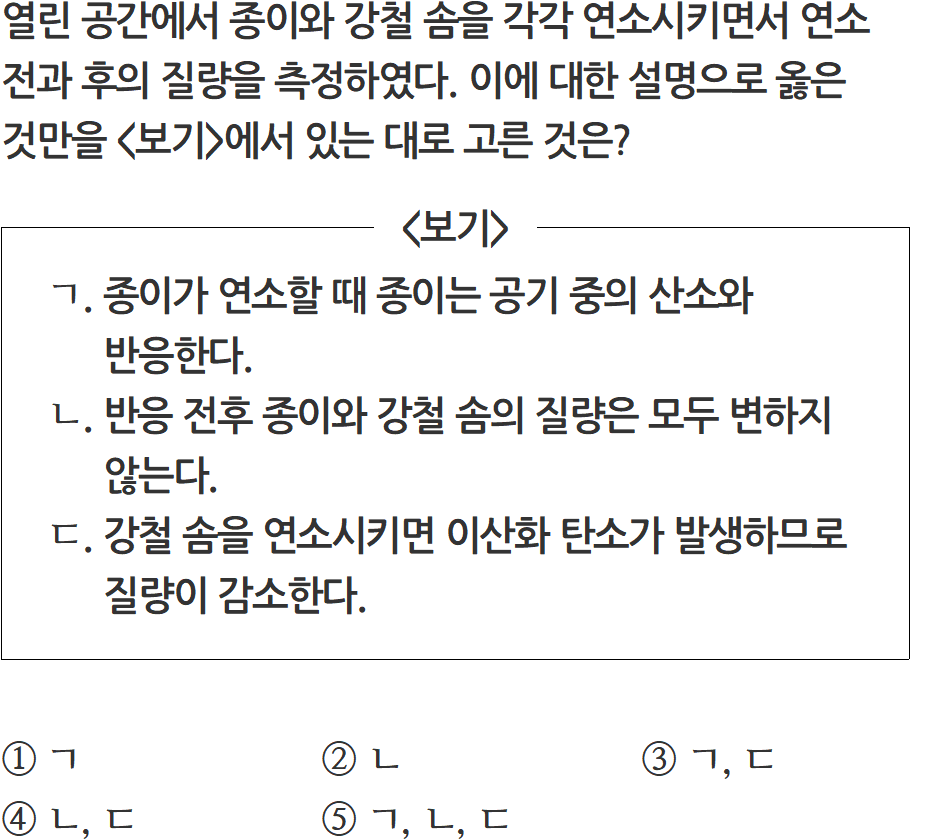 열린 공간에서 종이와 강철 솜을 각각 연소시키면서 연소
전과 후의 질량을 측정하였다. 이에 대한 설명으로 옳은
것만을 <보기>에서 있는 대로 고른 것은?
<보기>
ㄱ. 종이가 연소할 때 종이는 공기 중의 산소와
반응한다.
ㄴ. 반응 전후 종이와 강철 솜의 질량은 모두 변하지
않는다.
ㄷ. 강철 솜을 연소시키면 이산화 탄소가 발생하므로
질량이 감소한다.
① ㄱ ② ㄴ ③ ㄱ, ㄷ
④ ㄴ, ㄷ ⑤ ㄱ, ㄴ, ㄷ